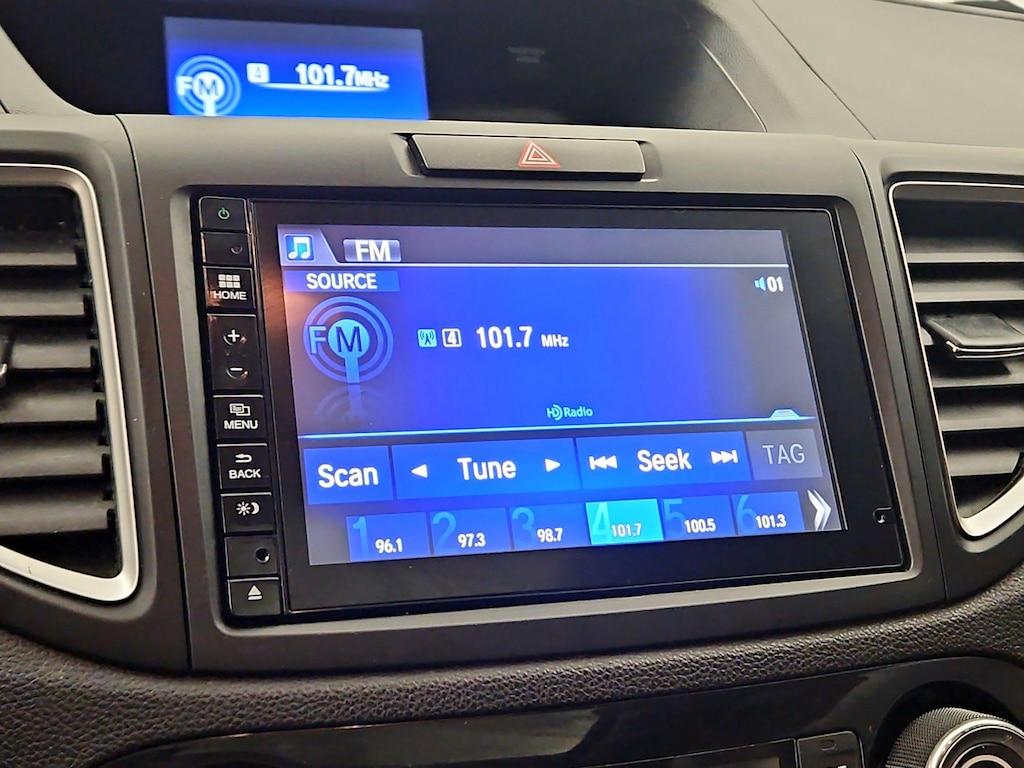 FM 4 101.7MHz
FM
SOURCE
01
FM 4 101.7 MHz
HD Radio
Scan Tune Seek TAG
1 96.1 2 97.3 3 98.7 4 101.7 5 100.5 6 101.3
HOME
+
-
MENU
BACK